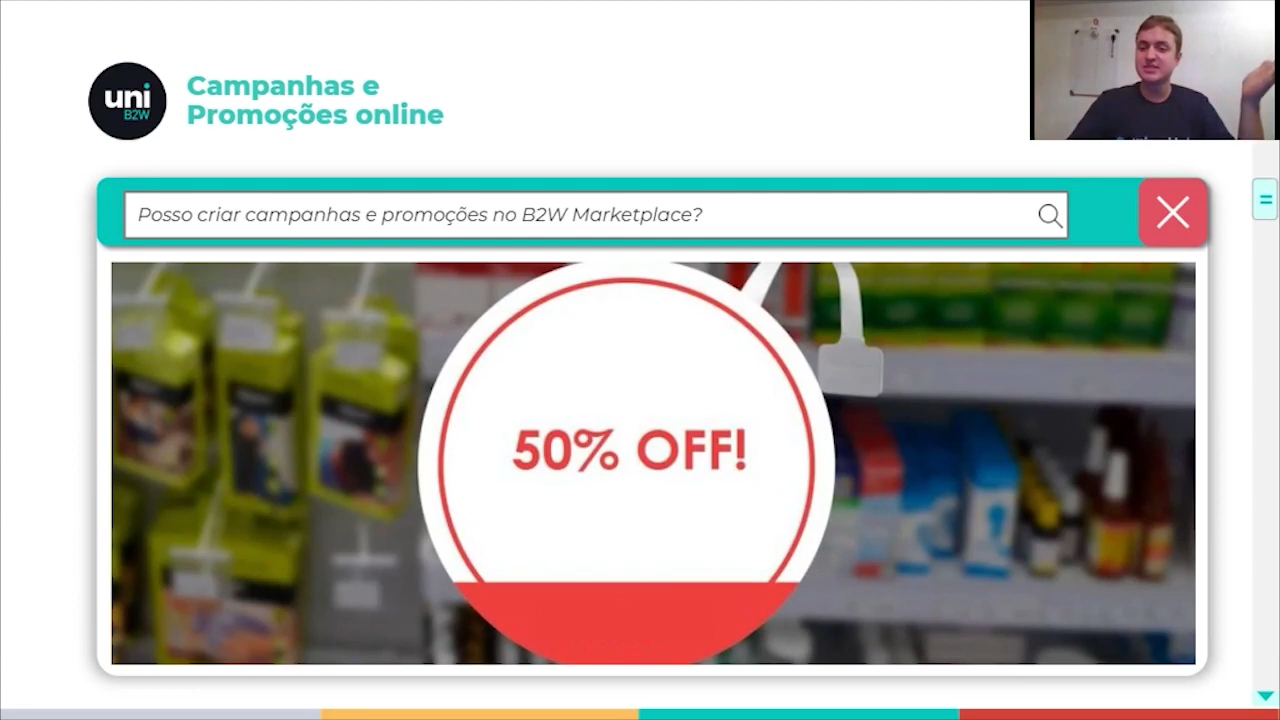 uni
B2W
Campanhas e
Promoções online
Posso criar campanhas e promoções no B2W Marketplace?
50% OFF!